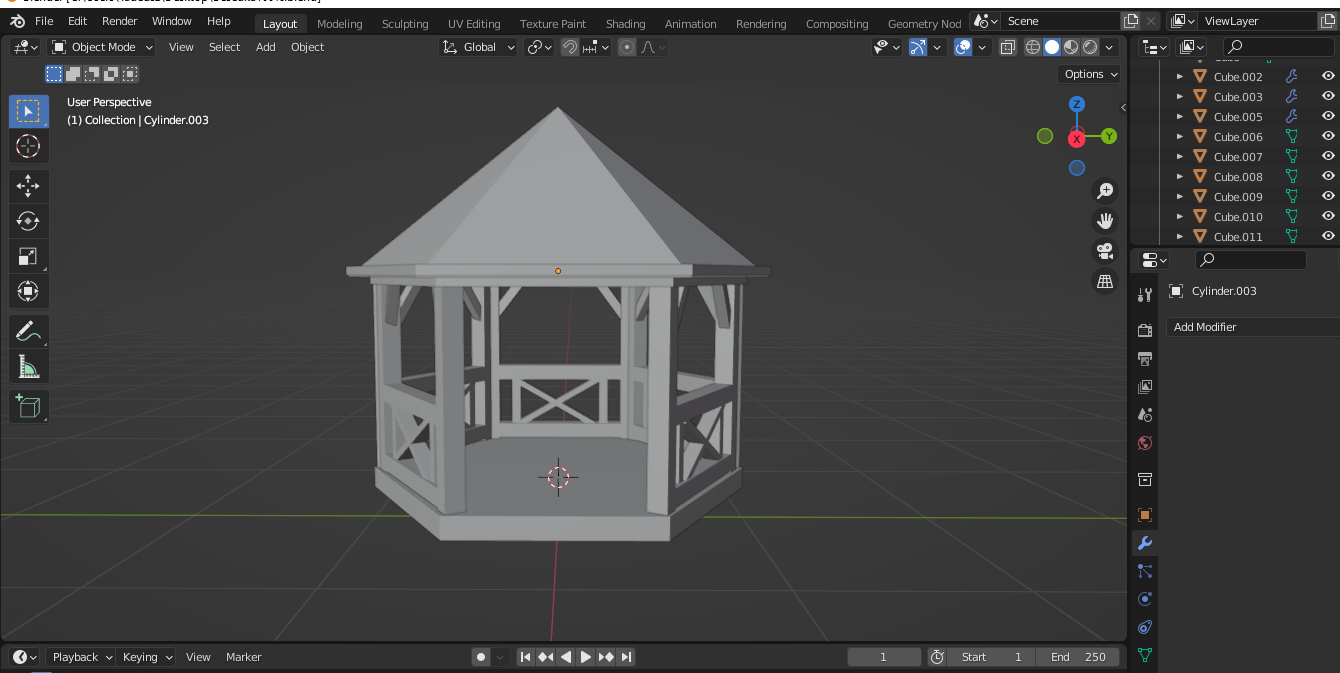 File Edit Render Window Help Layout Modeling Sculpting UV Editing Texture Paint Shading Animation Rendering Compositing Geometry Nod Scene ViewLayer
Object Mode View Select Add Object Global
Options
User Perspective
(1) Collection | Cylinder.003
Z
X
Y
Cube.002
Cube.003
Cube.005
Cube.006
Cube.007
Cube.008
Cube.009
Cube.010
Cube.011
Cylinder.003
Add Modifier
Playback Keying View Marker 1 Start 1 End 250